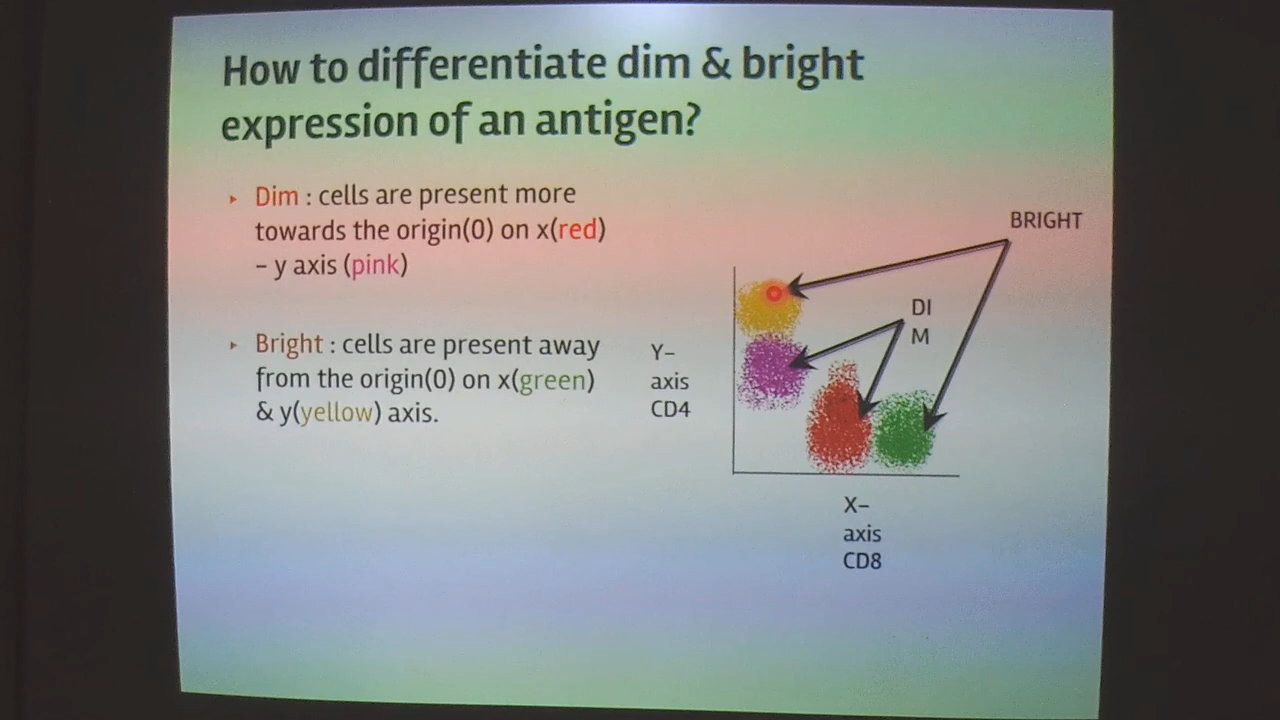 How to differentiate dim & bright
expression of an antigen?
Dim : cells are present more
towards the origin(0) on x(red)
– y axis (pink)
Bright : cells are present away
from the origin(0) on x(green)
& y(yellow) axis.
BRIGHT
DI
M
Y–
axis
CD4
X–
axis
CD8